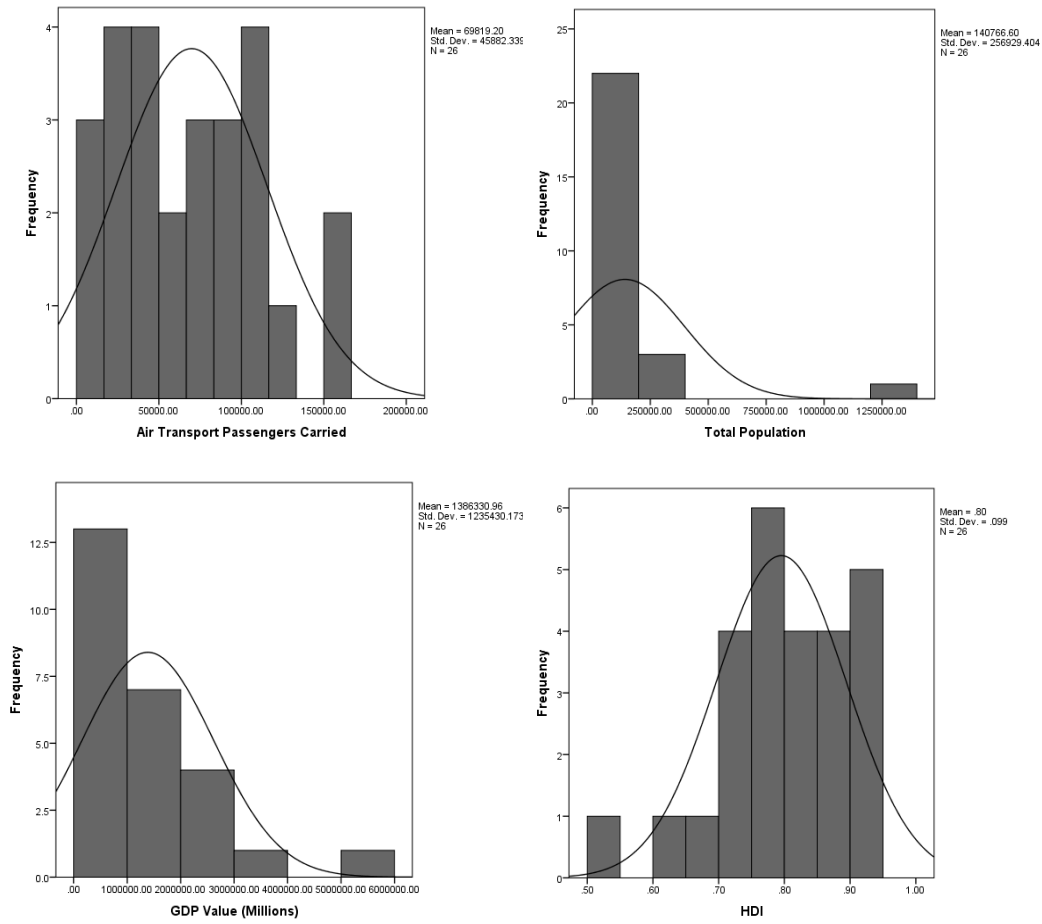 Mean = 69819.20
Std. Dev. = 45882.339
N = 26
4
3
2
1
0
Frequency
.00 50000.00 100000.00 150000.00 200000.00
Air Transport Passengers Carried
Mean = 140766.60
Std. Dev. = 256929.404
N = 26
25
20
15
10
5
0
Frequency
.00 250000.00 500000.00 750000.00 1000000.00 1250000.00
Total Population
Mean = 1386330.96
Std. Dev. = 1235430.173
N = 26
12.5
10.0
7.5
5.0
2.5
0.0
Frequency
.00 1000000.00 2000000.00 3000000.00 4000000.00 5000000.00 6000000.00
GDP Value (Millions)
Mean = .80
Std. Dev. = .099
N = 26
6
5
4
3
2
1
0
Frequency
.50 .60 .70 .80 .90 1.00
HDI